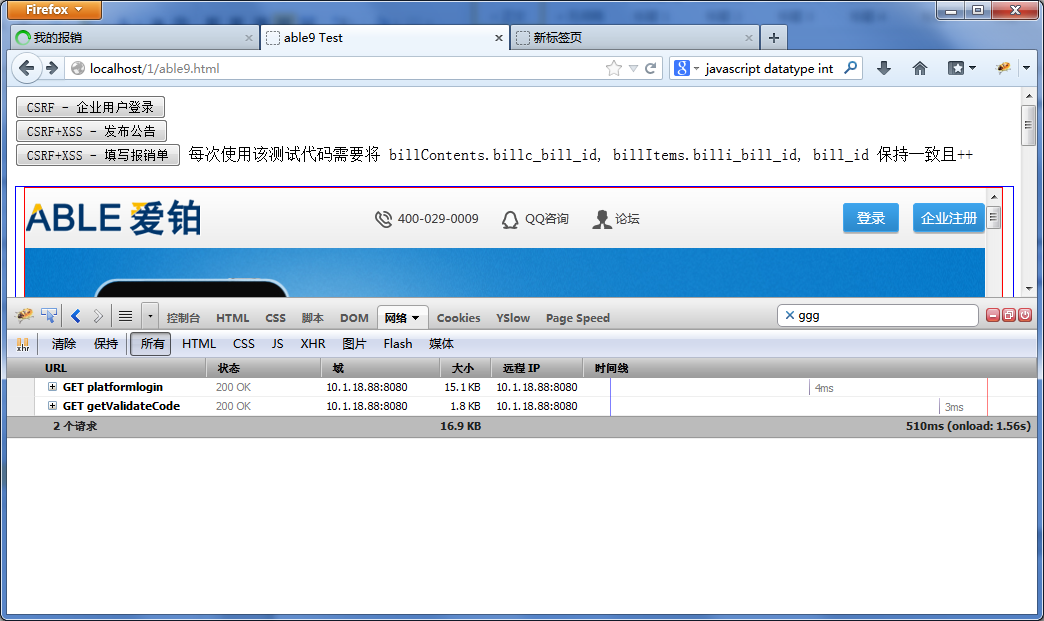 Firefox
我的报销
able9 Test
新标签页
localhost/1/able9.html
javascript datatype int
CSRF - 企业用户登录
CSRF+XSS - 发布公告
CSRF+XSS - 填写报销单 每次使用该测试代码需要将 billContents.billc_bill_id, billItems.billi_bill_id, bill_id 保持一致且++
ABLE 爱铂
400-029-0009 QQ咨询 论坛 登录 企业注册
控制台 HTML CSS 脚本 DOM 网络 Cookies YSlow Page Speed ggg
xhr 清除 保持 所有 HTML CSS JS XHR 图片 Flash 媒体
URL 状态 域 大小 远程 IP 时间线
GET platformlogin 200 OK 10.1.18.88:8080 15.1 KB 10.1.18.88:8080 4ms
GET getValidateCode 200 OK 10.1.18.88:8080 1.8 KB 10.1.18.88:8080 3ms
2 个请求 16.9 KB 510ms (onload: 1.56s)